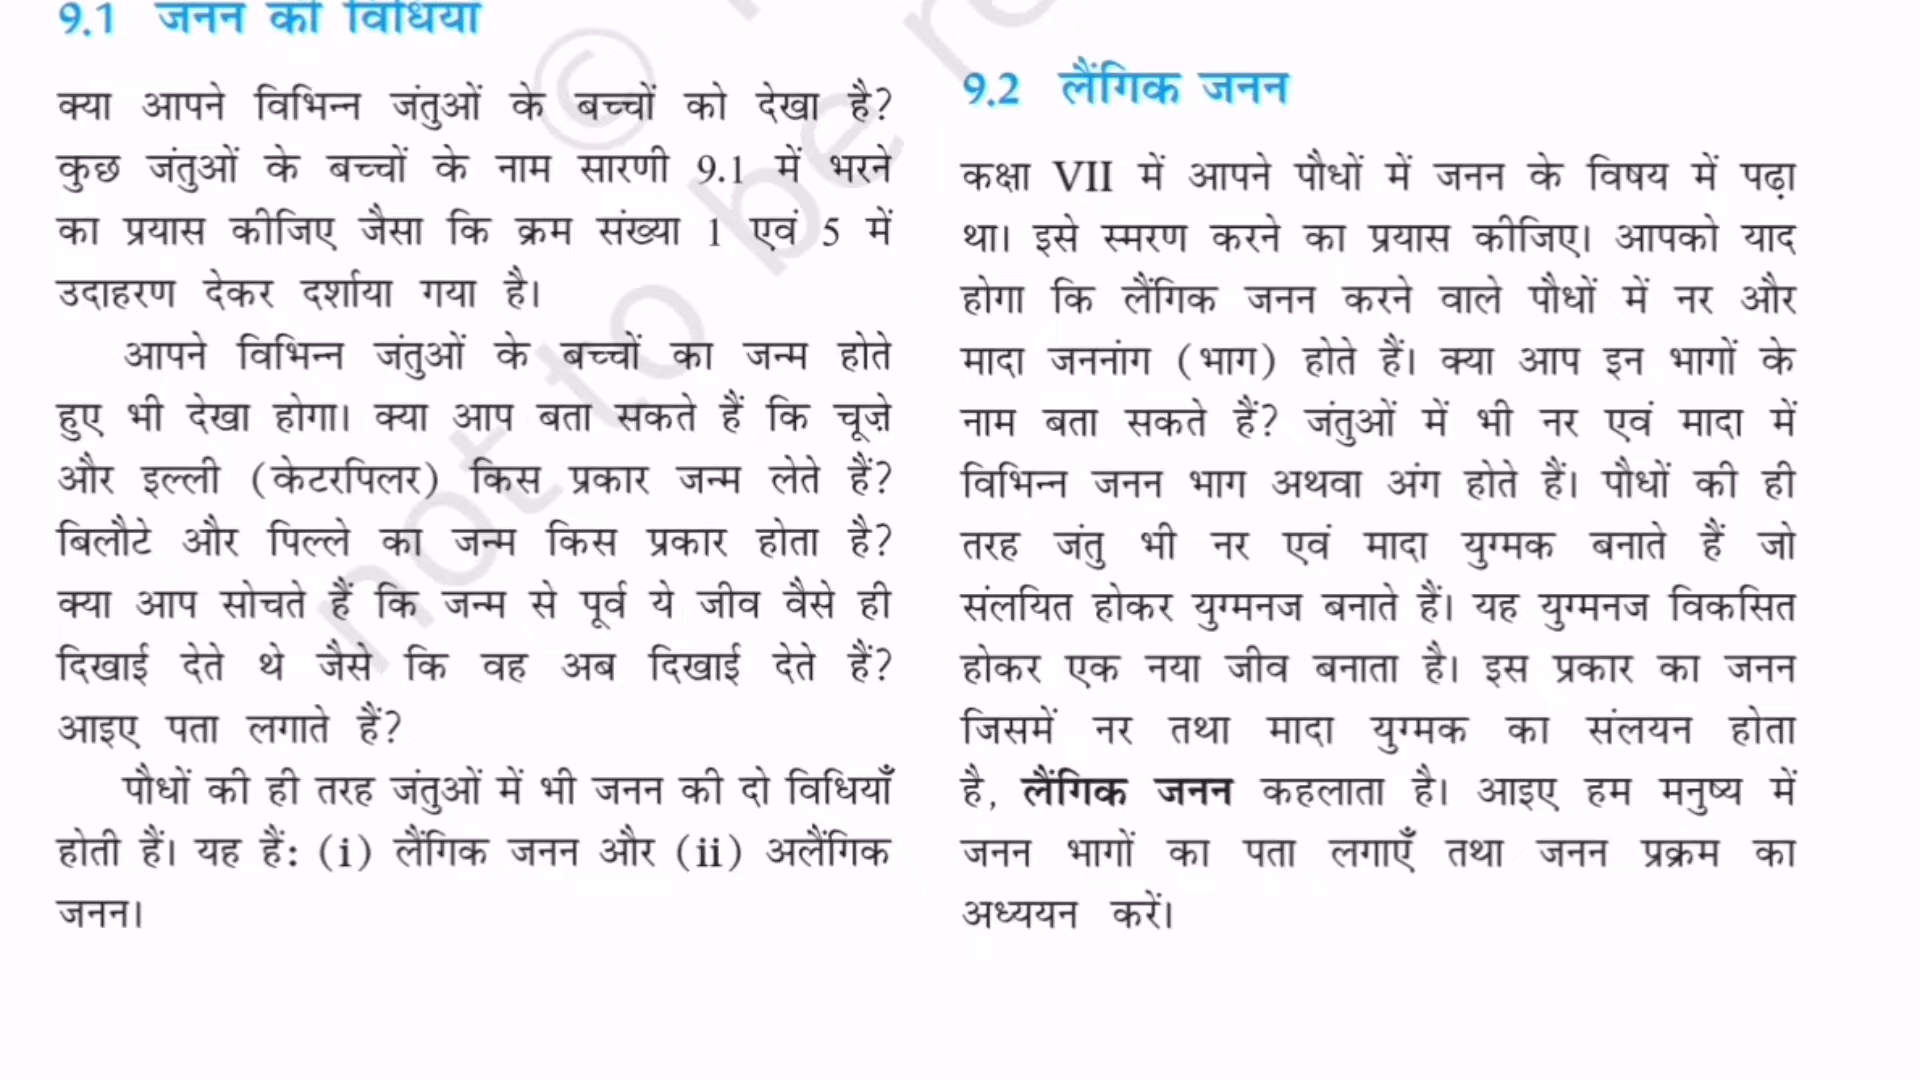 9.1 जनन की विधियाँ
क्या आपने विभिन्न जंतुओं के बच्चों को देखा है?
कुछ जंतुओं के बच्चों के नाम सारणी 9.1 में भरने
का प्रयास कीजिए जैसा कि क्रम संख्या 1 एवं 5 में
उदाहरण देकर दर्शाया गया है।
आपने विभिन्न जंतुओं के बच्चों का जन्म होते
हुए भी देखा होगा। क्या आप बता सकते हैं कि चूज़े
और इल्ली (केटरपिलर) किस प्रकार जन्म लेते हैं?
बिलौटे और पिल्ले का जन्म किस प्रकार होता है?
क्या आप सोचते हैं कि जन्म से पूर्व ये जीव वैसे ही
दिखाई देते थे जैसे कि वह अब दिखाई देते हैं?
आइए पता लगाते हैं?
पौधों की ही तरह जंतुओं में भी जनन की दो विधियाँ
होती हैं। यह हैं: (i) लैंगिक जनन और (ii) अलैंगिक
जनन।
9.2 लैंगिक जनन
कक्षा VII में आपने पौधों में जनन के विषय में पढ़ा
था। इसे स्मरण करने का प्रयास कीजिए। आपको याद
होगा कि लैंगिक जनन करने वाले पौधों में नर और
मादा जननांग (भाग) होते हैं। क्या आप इन भागों के
नाम बता सकते हैं? जंतुओं में भी नर एवं मादा में
विभिन्न जनन भाग अथवा अंग होते हैं। पौधों की ही
तरह जंतु भी नर एवं मादा युग्मक बनाते हैं जो
संलयित होकर युग्मनज बनाते हैं। यह युग्मनज विकसित
होकर एक नया जीव बनाता है। इस प्रकार का जनन
जिसमें नर तथा मादा युग्मक का संलयन होता
है, लैंगिक जनन कहलाता है। आइए हम मनुष्य में
जनन भागों का पता लगाएँ तथा जनन प्रक्रम का
अध्ययन करें।
©
not to be re